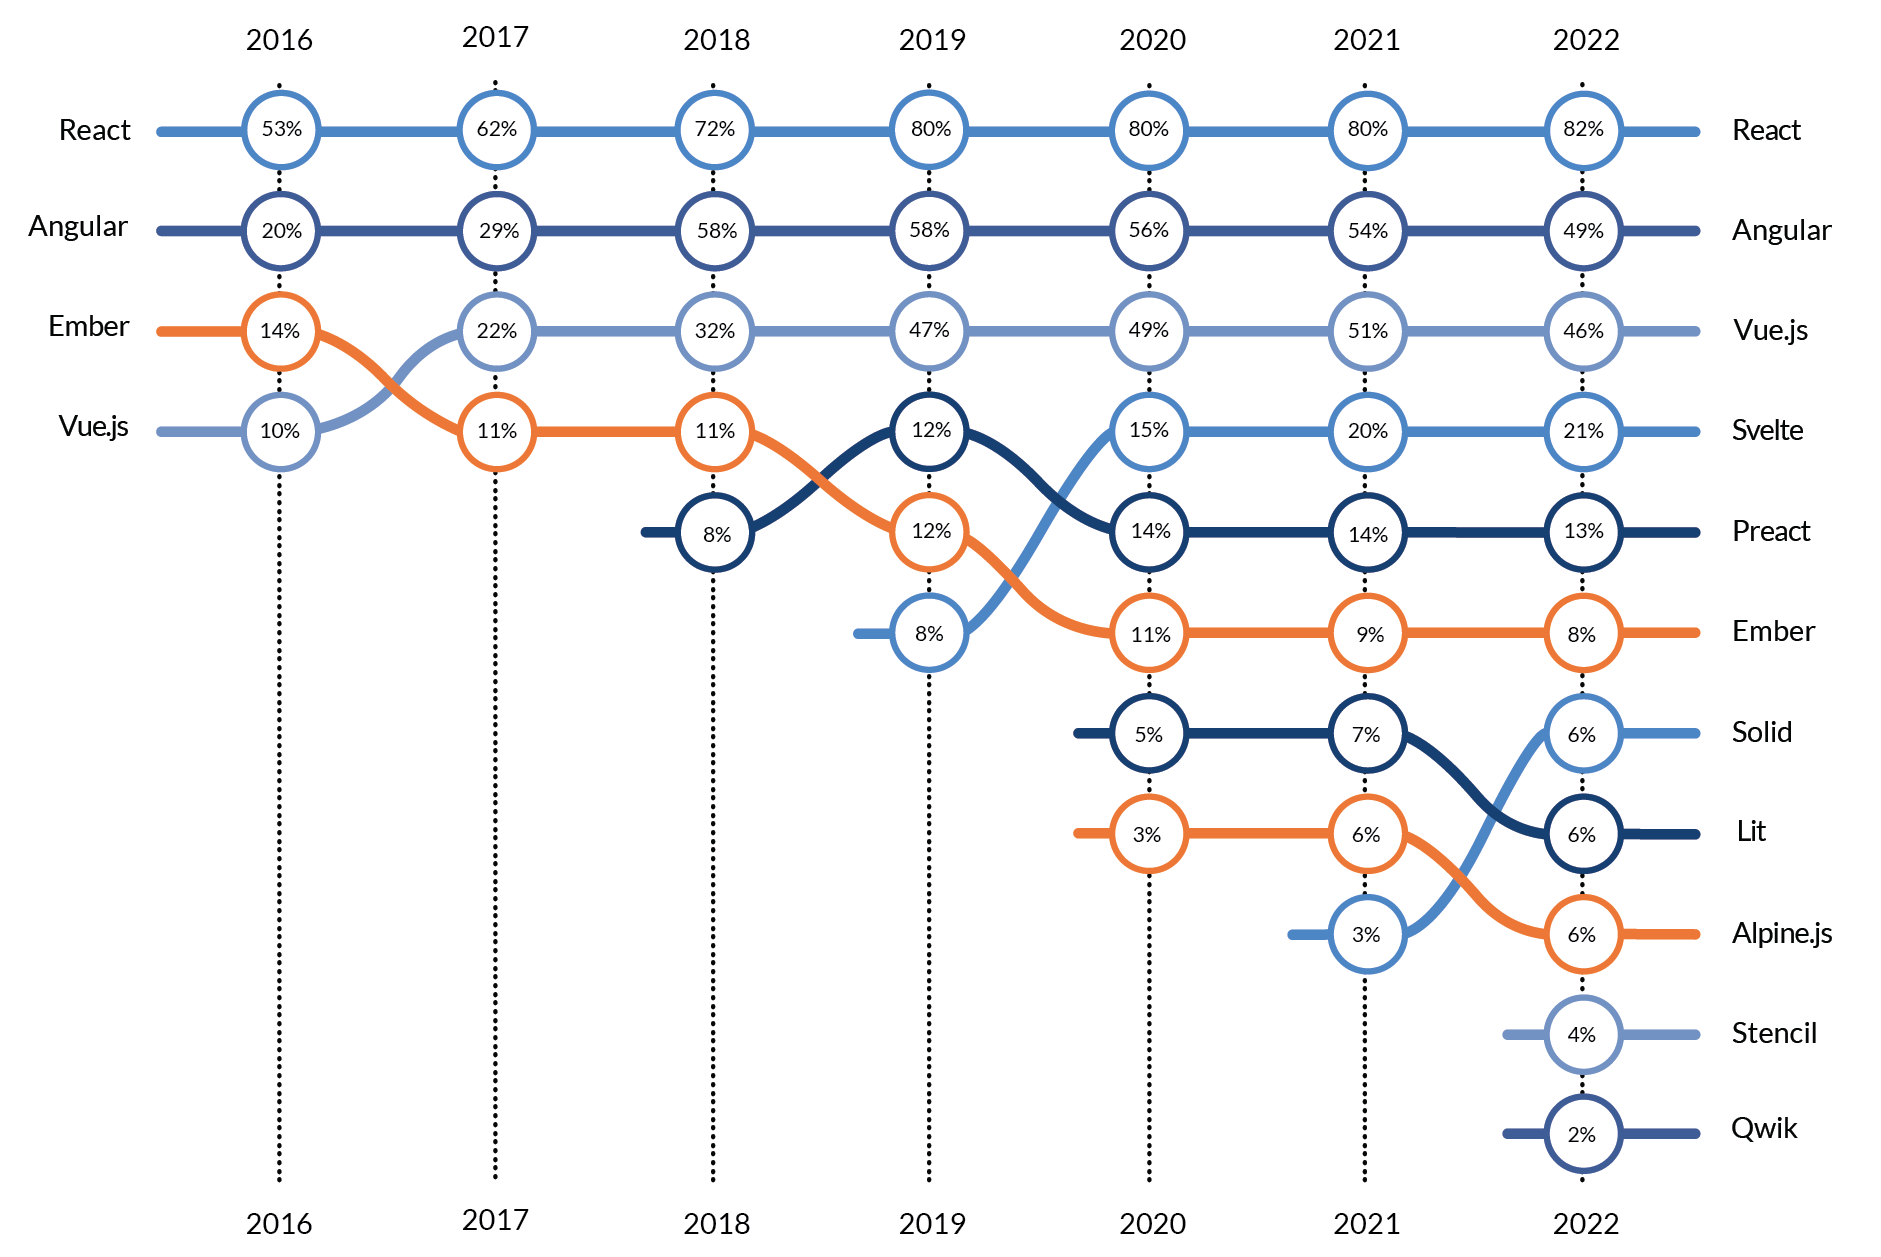 2016 2017 2018 2019 2020 2021 2022
React 53% 62% 72% 80% 80% 80% 82% React
Angular 20% 29% 58% 58% 56% 54% 49% Angular
Ember 14% 22% 32% 47% 49% 51% 46% Vue.js
Vue.js 10% 11% 11% 12% 15% 20% 21% Svelte
8% 12% 14% 14% 13% Preact
8% 11% 9% 8% Ember
5% 7% 6% Solid
3% 6% 6% Lit
3% 6% Alpine.js
4% Stencil
2% Qwik
2016 2017 2018 2019 2020 2021 2022